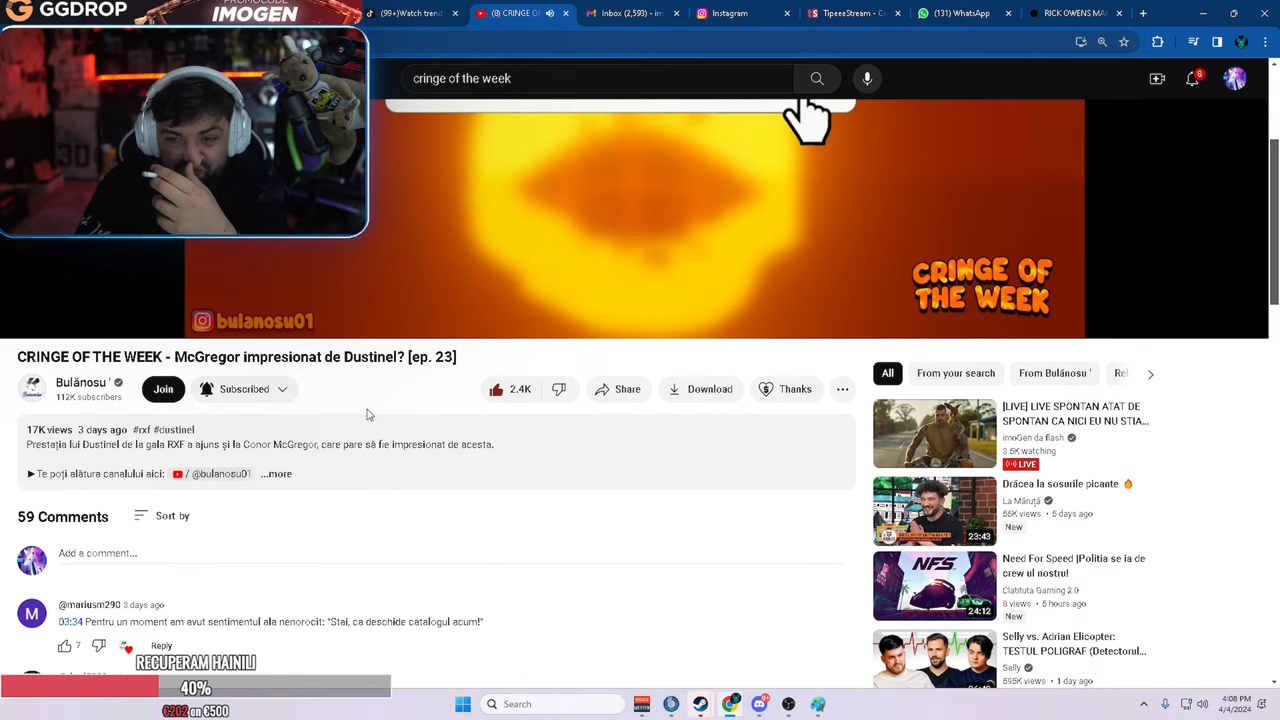 GGDROP
PROMOCODE
IMOGEN
(99+)
Inbox (2,595)
Instagram
TipeeeStream - C
(131) WhatsApp
RICK OWEN
cringe of the week
8
30
bulanosu01
CRINGE OF
THE WEEK
CRINGE OF THE WEEK - McGregor impresionat de Dustinel? [ep. 23]
Bulănosu '
112K subscribers
Join
Subscribed
2.4K
Share
Download
Thanks
17K views 3 days ago #rxf #dustinel
Prestația lui Dustinel de la gala RXF a ajuns și la Conor McGregor, care pare să fie impresionat de acesta.
►Te poți alătura canalului aici: / @bulanosu01 ...more
59 Comments
Sort by
Add a comment...
M
@mariusm290 3 days ago
03:34 Pentru un moment am avut sentimentul ala nenorocit: "Stai, ca deschide catalogul acum!"
7
Reply
RECUPERAM HAINILI
40%
€202 on €500
All
From your search
From Bulănosu '
Rel
[LIVE] LIVE SPONTAN ATAT DE
SPONTAN CA NICI EU NU STIA...
imoGen da flash
3.5K watching
LIVE
Drăcea la sosurile picante
La Măruță
55K views • 5 days ago
New
23:43
Need For Speed |Politia se ia de
crew ul nostru!
Clatituta Gaming 2.0
8 views • 5 hours ago
New
NFS
24:12
Selly vs. Adrian Elicopter:
TESTUL POLIGRAF (Detectorul...
Selly
595K views • 1 day ago
Search
4:08 PM
4/4/2024